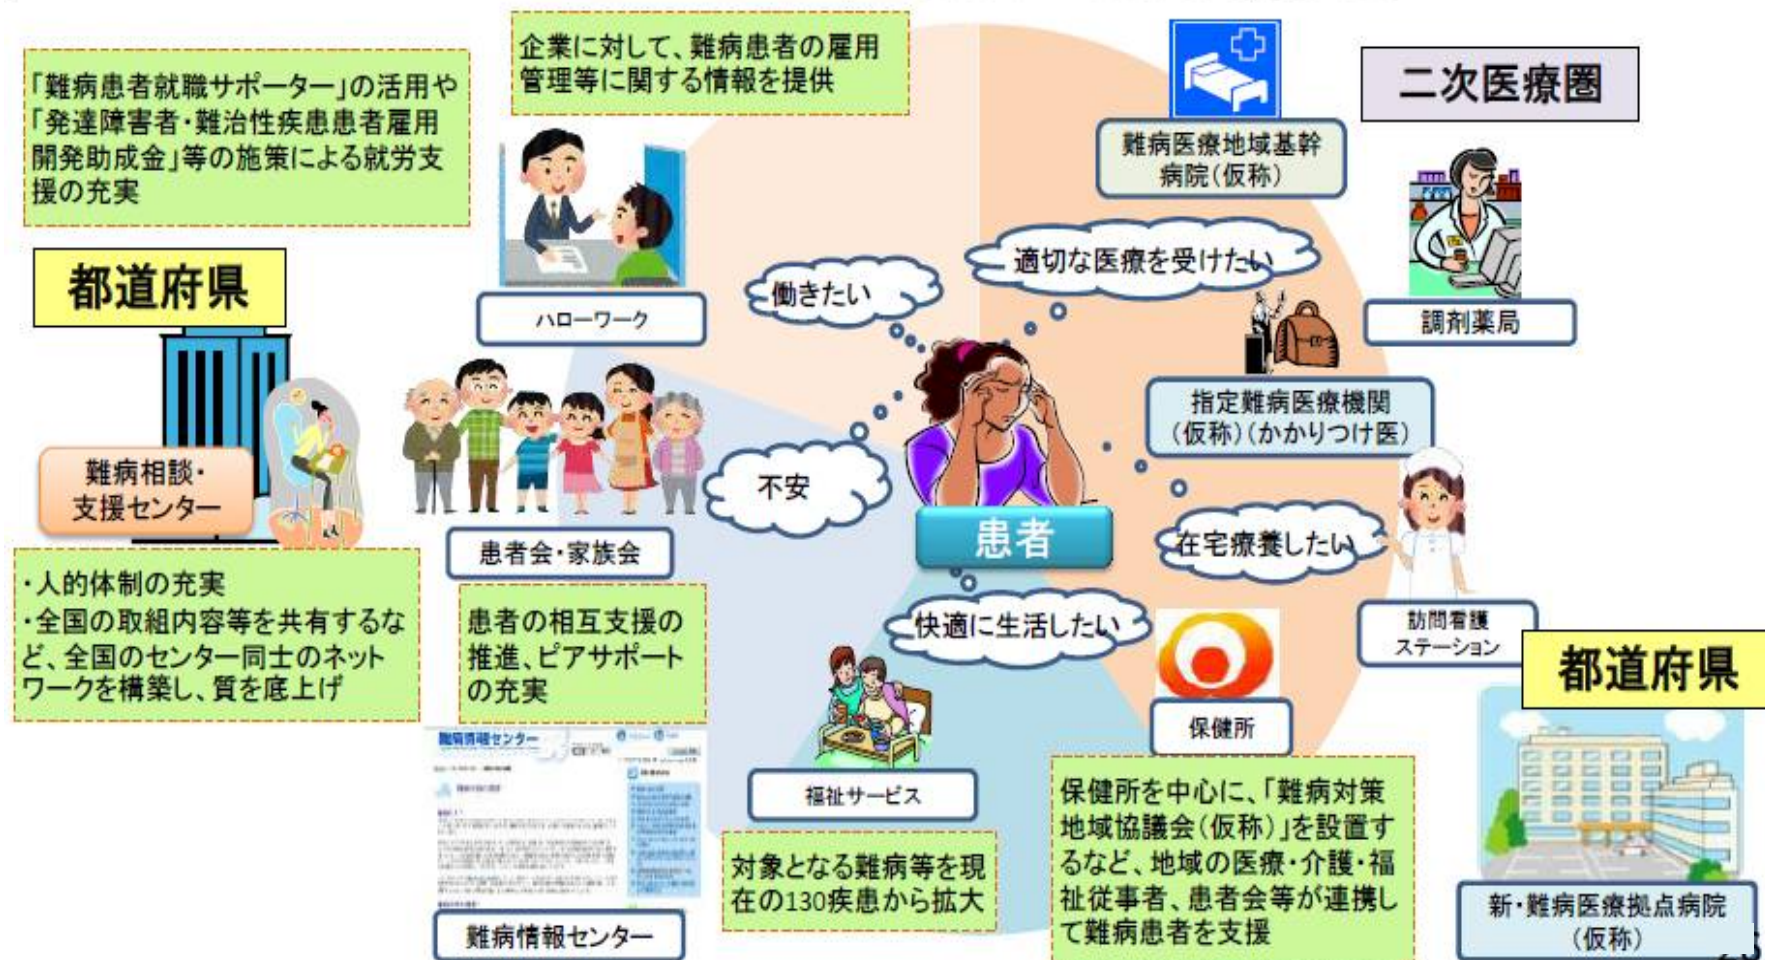 企業に対して、難病患者の雇用
管理等に関する情報を提供
「難病患者就職サポーター」の活用や
「発達障害者・難治性疾患患者雇用
開発助成金」等の施策による就労支
援の充実
二次医療圏
難病医療地域基幹
病院(仮称)
適切な医療を受けたい
働きたい
都道府県
ハローワーク
調剤薬局
指定難病医療機関
(仮称)(かかりつけ医)
難病相談・
支援センター
不安
患者
在宅療養したい
患者会・家族会
・人的体制の充実
・全国の取組内容等を共有するな
ど、全国のセンター同士のネット
ワークを構築し、質を底上げ
患者の相互支援の
推進、ピアサポート
の充実
快適に生活したい
訪問看護
ステーション
都道府県
保健所
難病情報センター
福祉サービス
対象となる難病等を現
在の130疾患から拡大
保健所を中心に、「難病対策
地域協議会(仮称)」を設置す
るなど、地域の医療・介護・福
祉従事者、患者会等が連携し
て難病患者を支援
難病情報センター
新・難病医療拠点病院
(仮称)